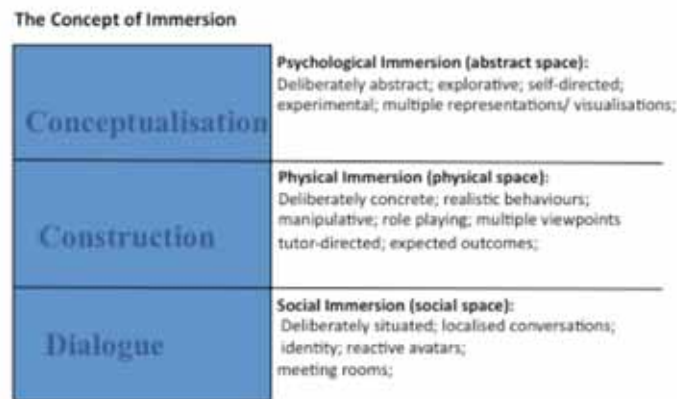 The Concept of Immersion
Conceptualisation
Psychological Immersion (abstract space):
Deliberately abstract; explorative; self-directed;
experimental; multiple representations/ visualisations;
Construction
Physical Immersion (physical space):
Deliberately concrete; realistic behaviours;
manipulative; role playing; multiple viewpoints
tutor-directed; expected outcomes;
Dialogue
Social Immersion (social space):
Deliberately situated; localised conversations;
identity; reactive avatars;
meeting rooms;